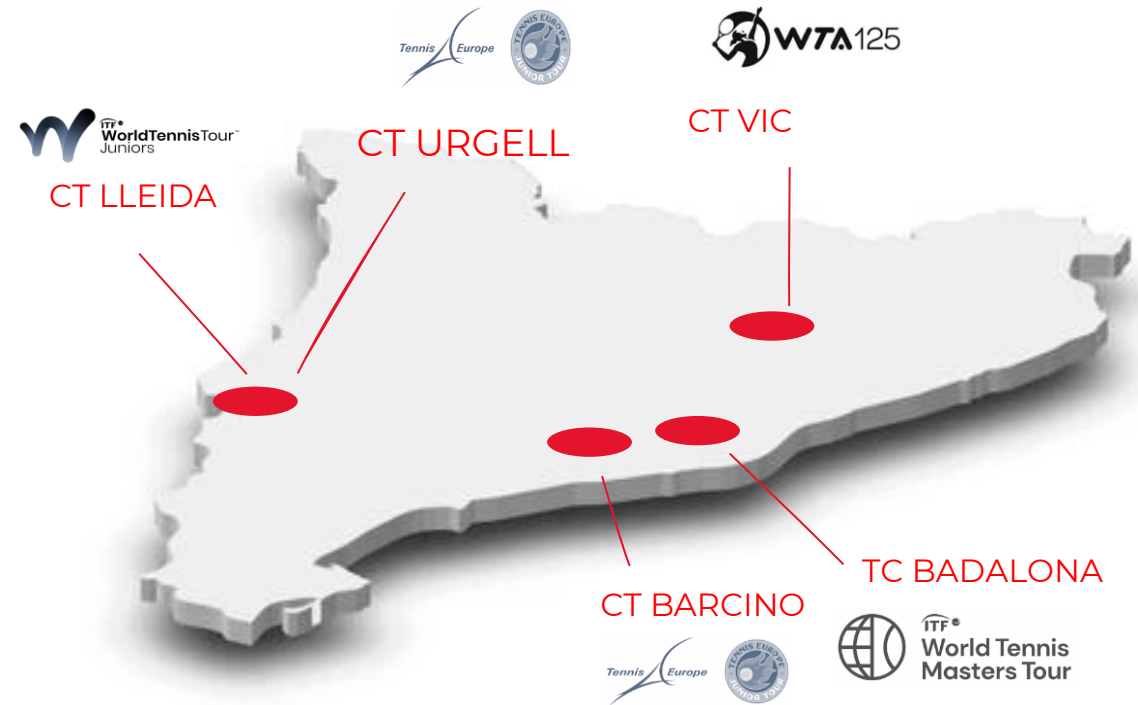 Tennis Europe
TENNIS EUROPE
JUNIOR TOUR
WTA125
ITF
WorldTennisTour
Juniors
CT URGELL
CT VIC
CT LLEIDA
TC BADALONA
CT BARCINO
ITF
World Tennis
Masters Tour
Tennis Europe
TENNIS EUROPE
JUNIOR TOUR